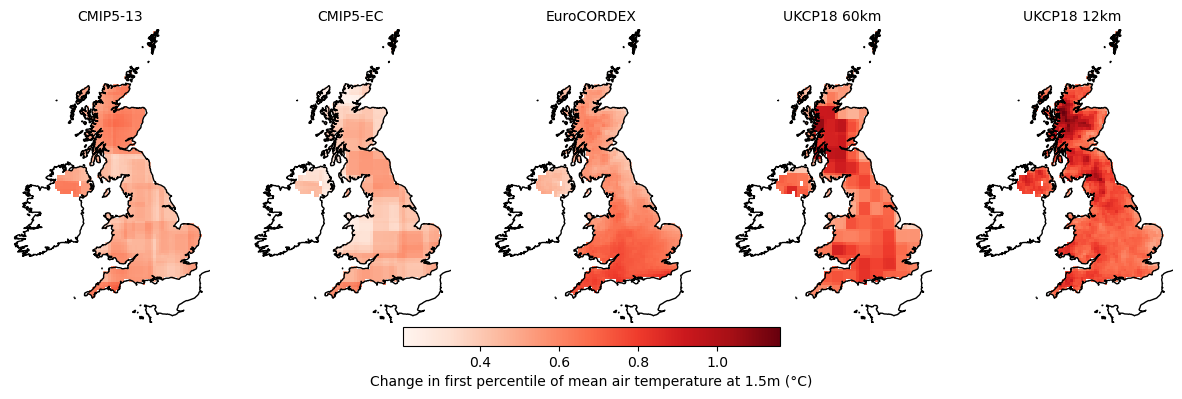 CMIP5-13
CMIP5-EC
EuroCORDEX
UKCP18 60km
UKCP18 12km
0.4
0.6
0.8
1.0
Change in first percentile of mean air temperature at 1.5m (°C)